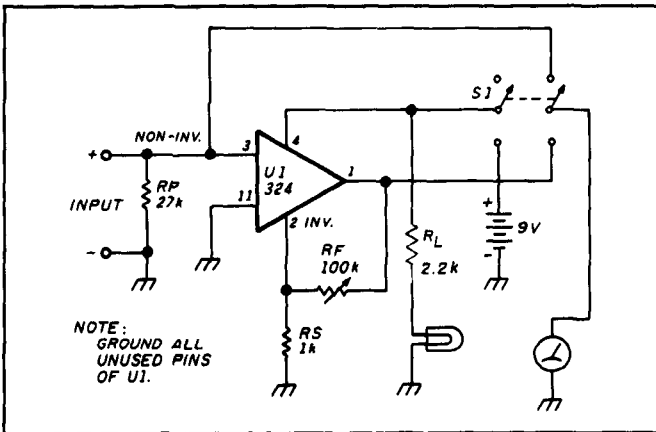 S1
NON-INV.
+
3
4
U1
324
1
11
2 INV.
INPUT
RP
27k
-
RF
100k
RL
2.2k
+
9V
-
RS
1k
NOTE:
GROUND ALL
UNUSED PINS
OF U1.